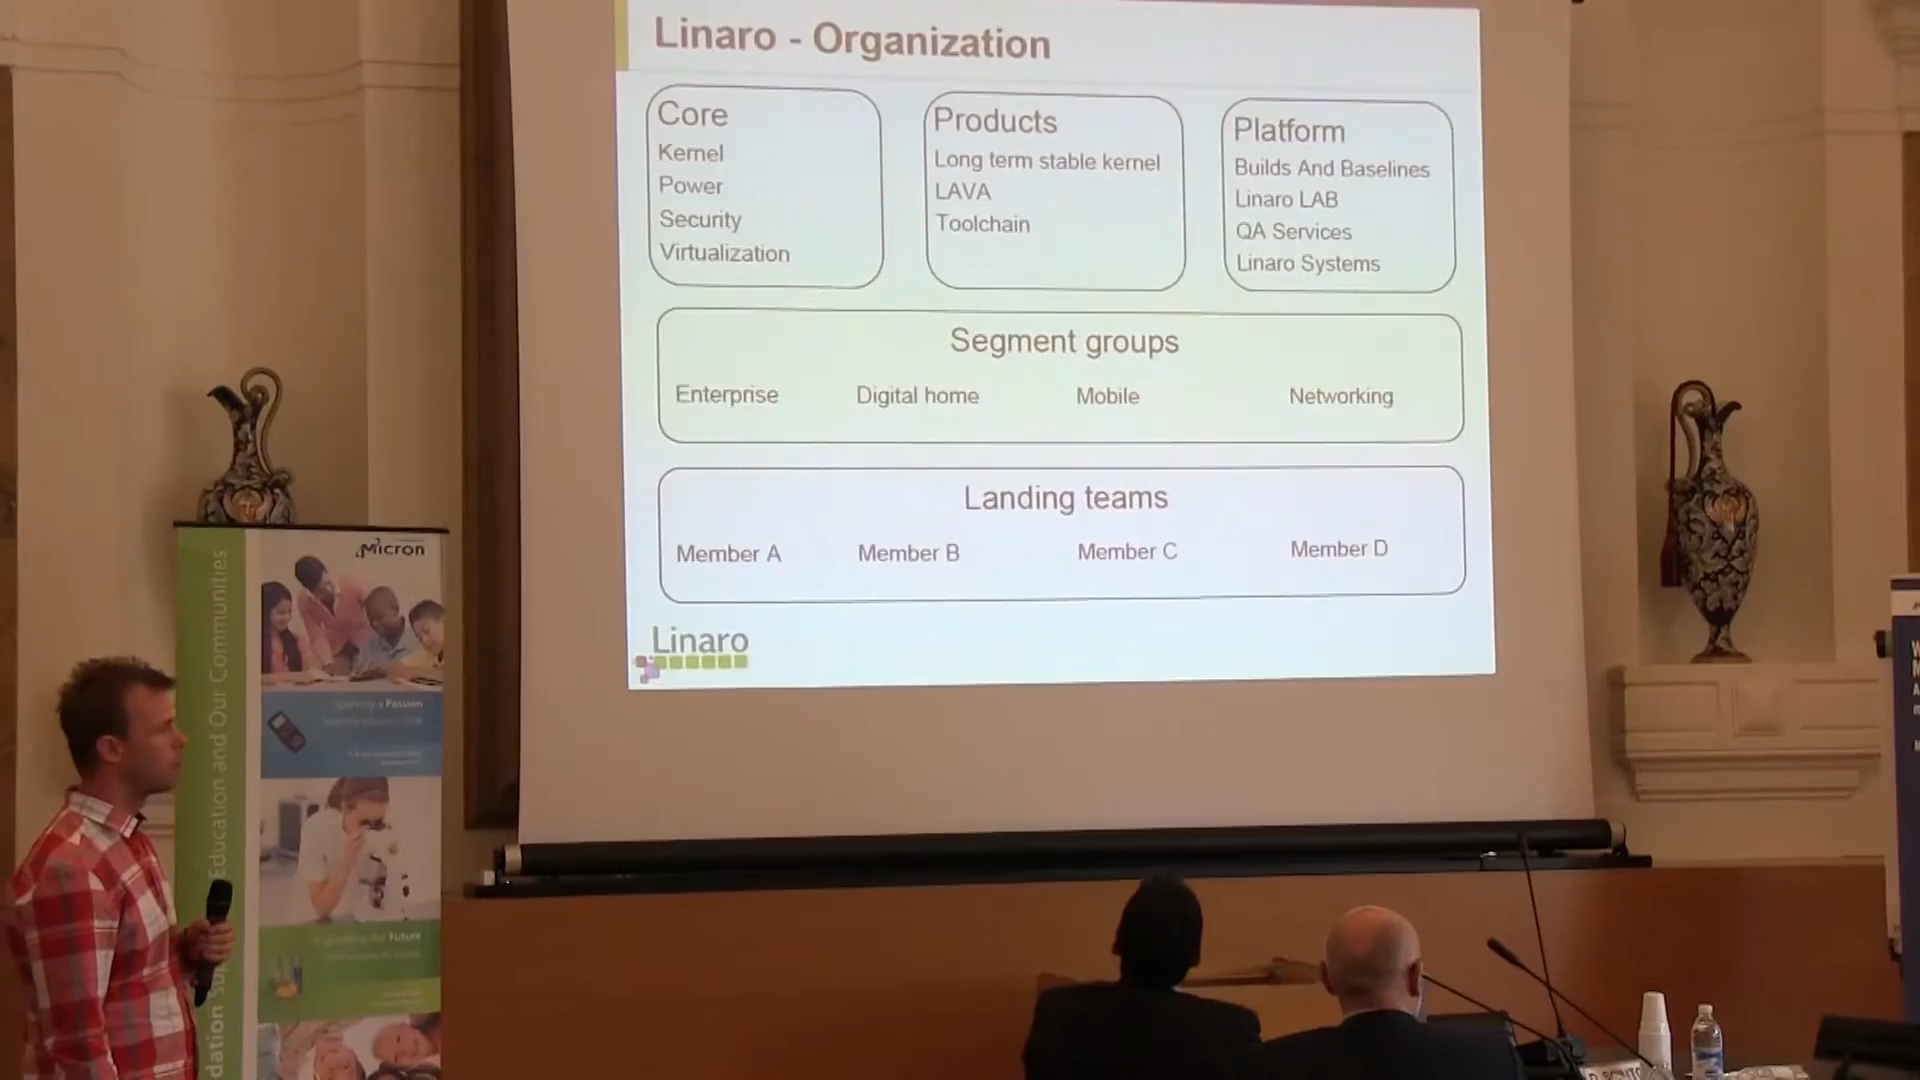 Linaro - Organization
Core
Kernel
Power
Security
Virtualization
Products
Long term stable kernel
LAVA
Toolchain
Platform
Builds And Baselines
Linaro LAB
QA Services
Linaro Systems
Segment groups
Enterprise
Digital home
Mobile
Networking
Landing teams
Member A
Member B
Member C
Member D
Linaro
Micron
Education and Our Communities
Passion
Future